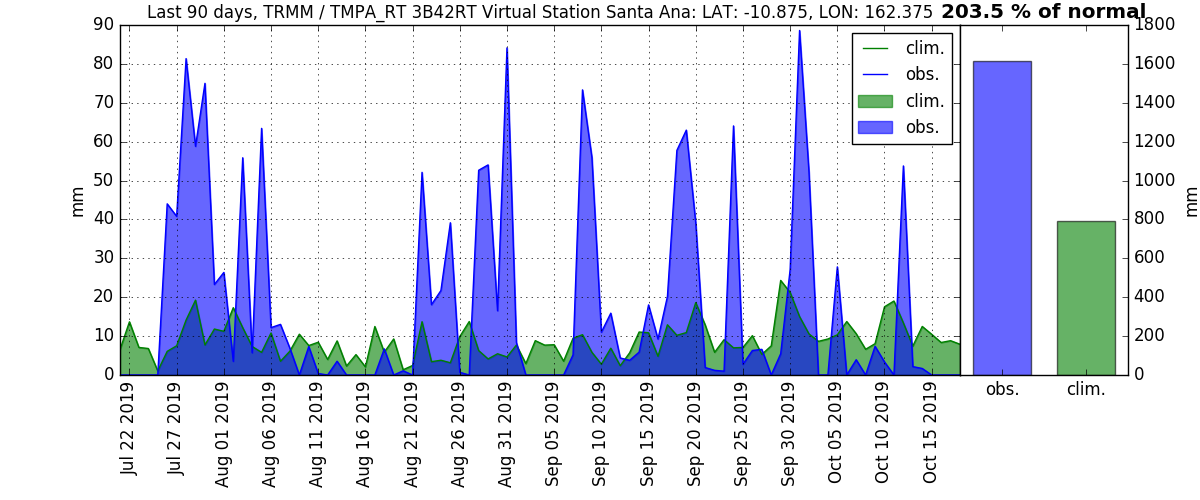 Last 90 days, TRMM / TMPA_RT 3B42RT Virtual Station Santa Ana: LAT: -10.875, LON: 162.375 203.5 % of normal
90
80
70
60
50
40
30
20
10
0
mm
clim.
obs.
clim.
obs.
1800
1600
1400
1200
1000
800
600
400
200
0
mm
Jul 22 2019
Jul 27 2019
Aug 01 2019
Aug 06 2019
Aug 11 2019
Aug 16 2019
Aug 21 2019
Aug 26 2019
Aug 31 2019
Sep 05 2019
Sep 10 2019
Sep 15 2019
Sep 20 2019
Sep 25 2019
Sep 30 2019
Oct 05 2019
Oct 10 2019
Oct 15 2019
obs.
clim.